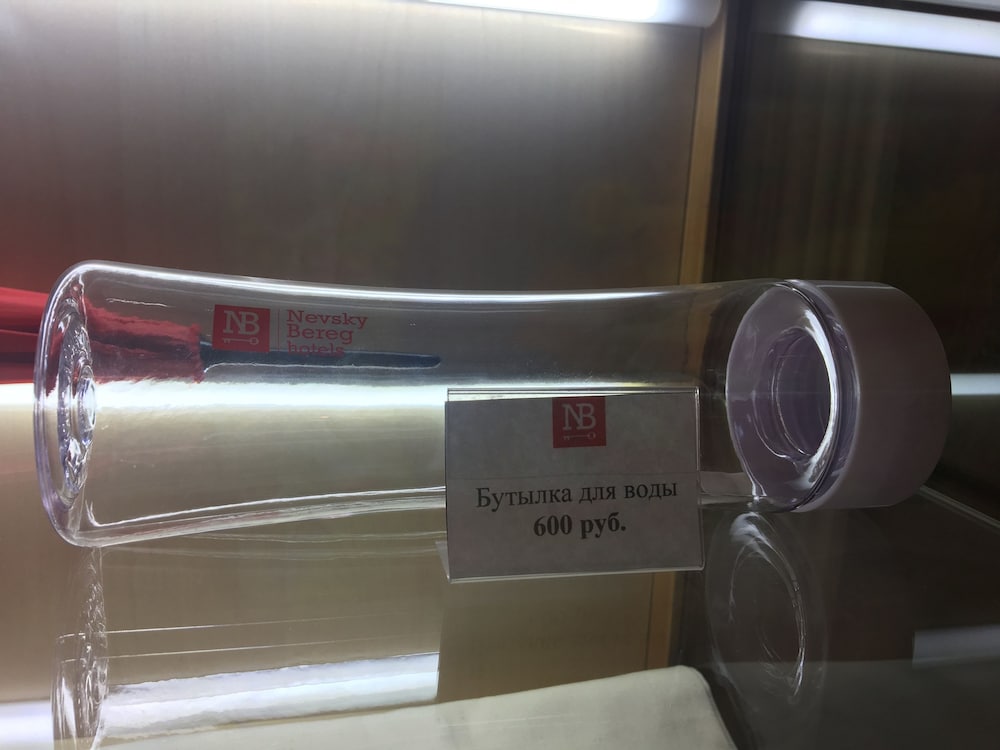 NB
Nevsky
Bereg
hotels
NB
Бутылка для воды
600 руб.